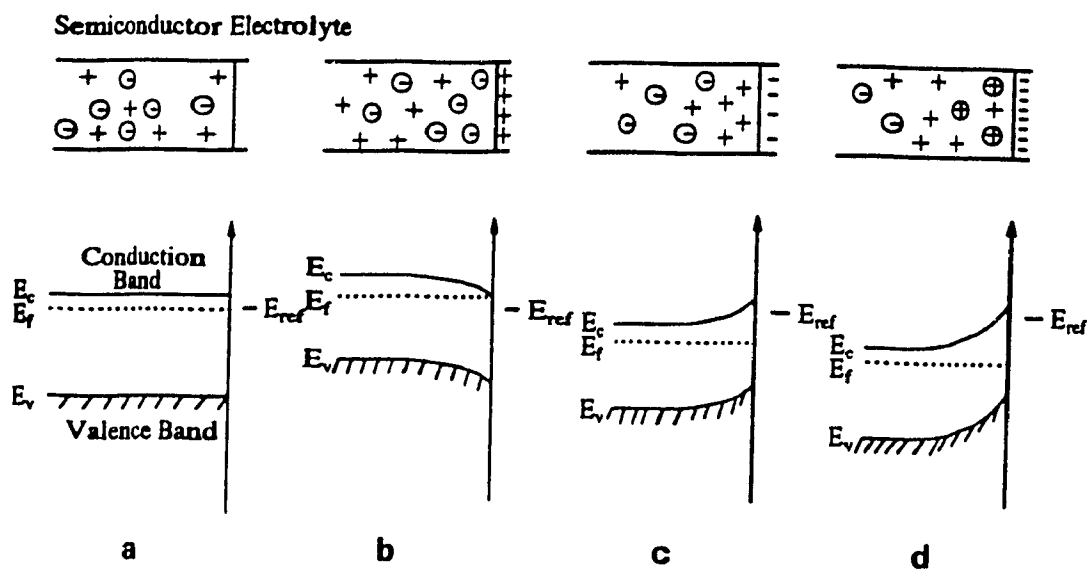 Semiconductor Electrolyte
Conduction
Band
E_c
E_f
E_v
Valence Band
E_ref
a
E_c
E_f
E_v
E_ref
b
E_c
E_f
E_v
E_ref
c
E_c
E_f
E_v
E_ref
d